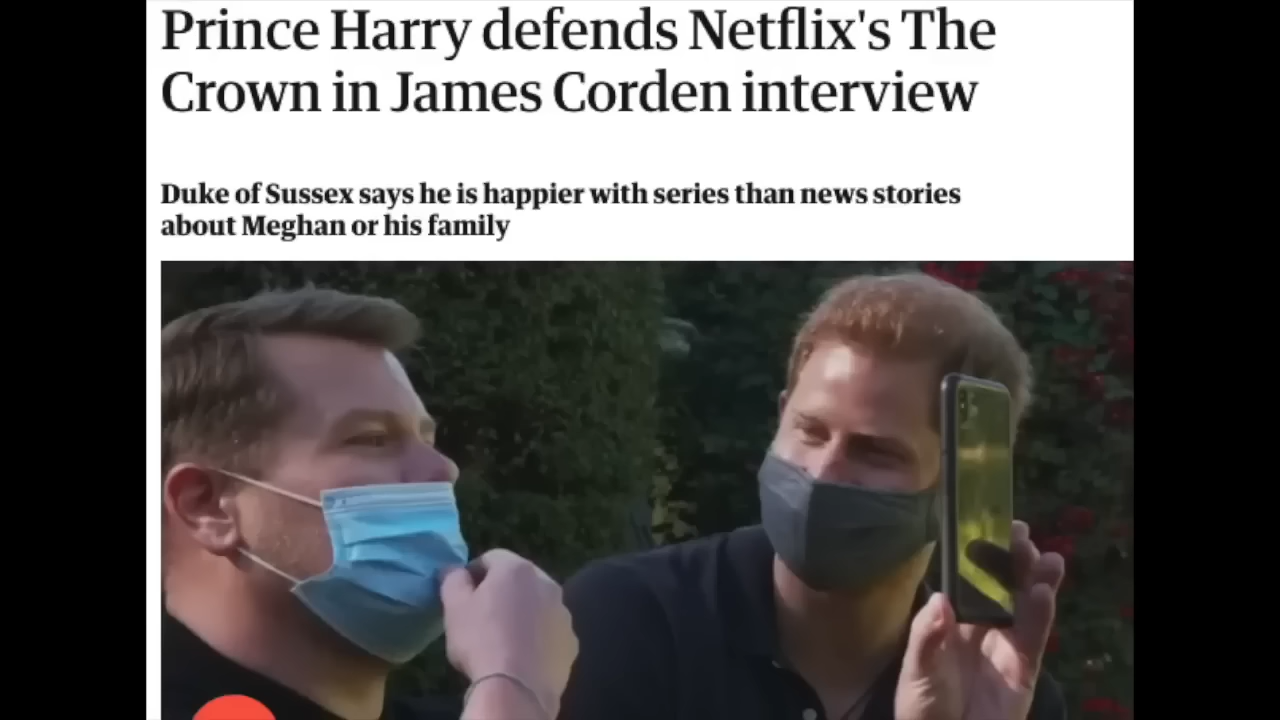 Prince Harry defends Netflix's The
Crown in James Corden interview
Duke of Sussex says he is happier with series than news stories
about Meghan or his family